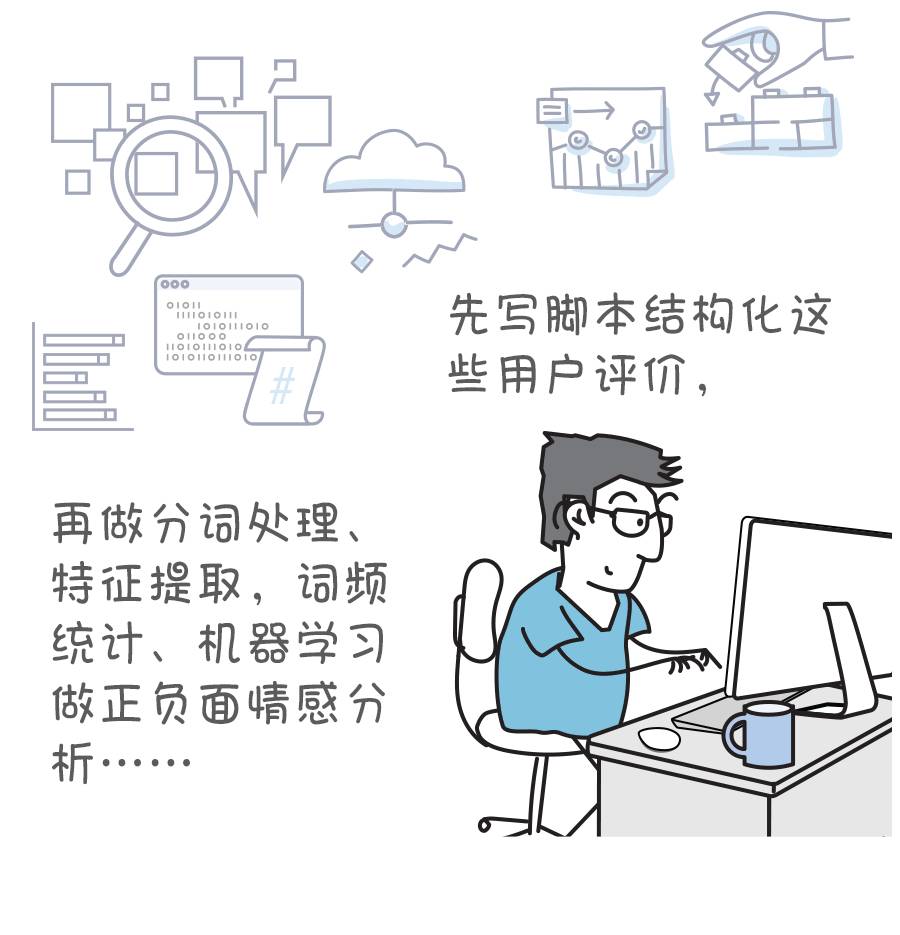 先写脚本结构化这
些用户评价，
再做分词处理、
特征提取，词频
统计、机器学习
做正负面情感分
析……
#